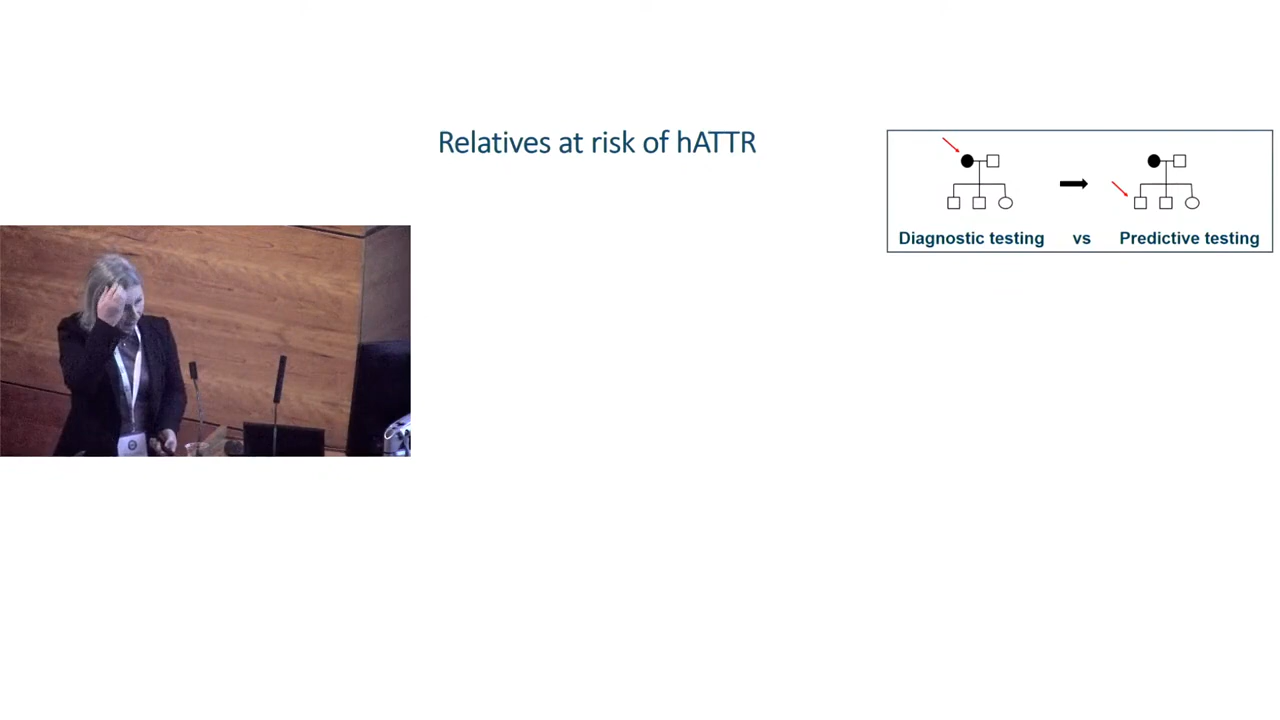 Relatives at risk of hATTR
Diagnostic testing vs Predictive testing